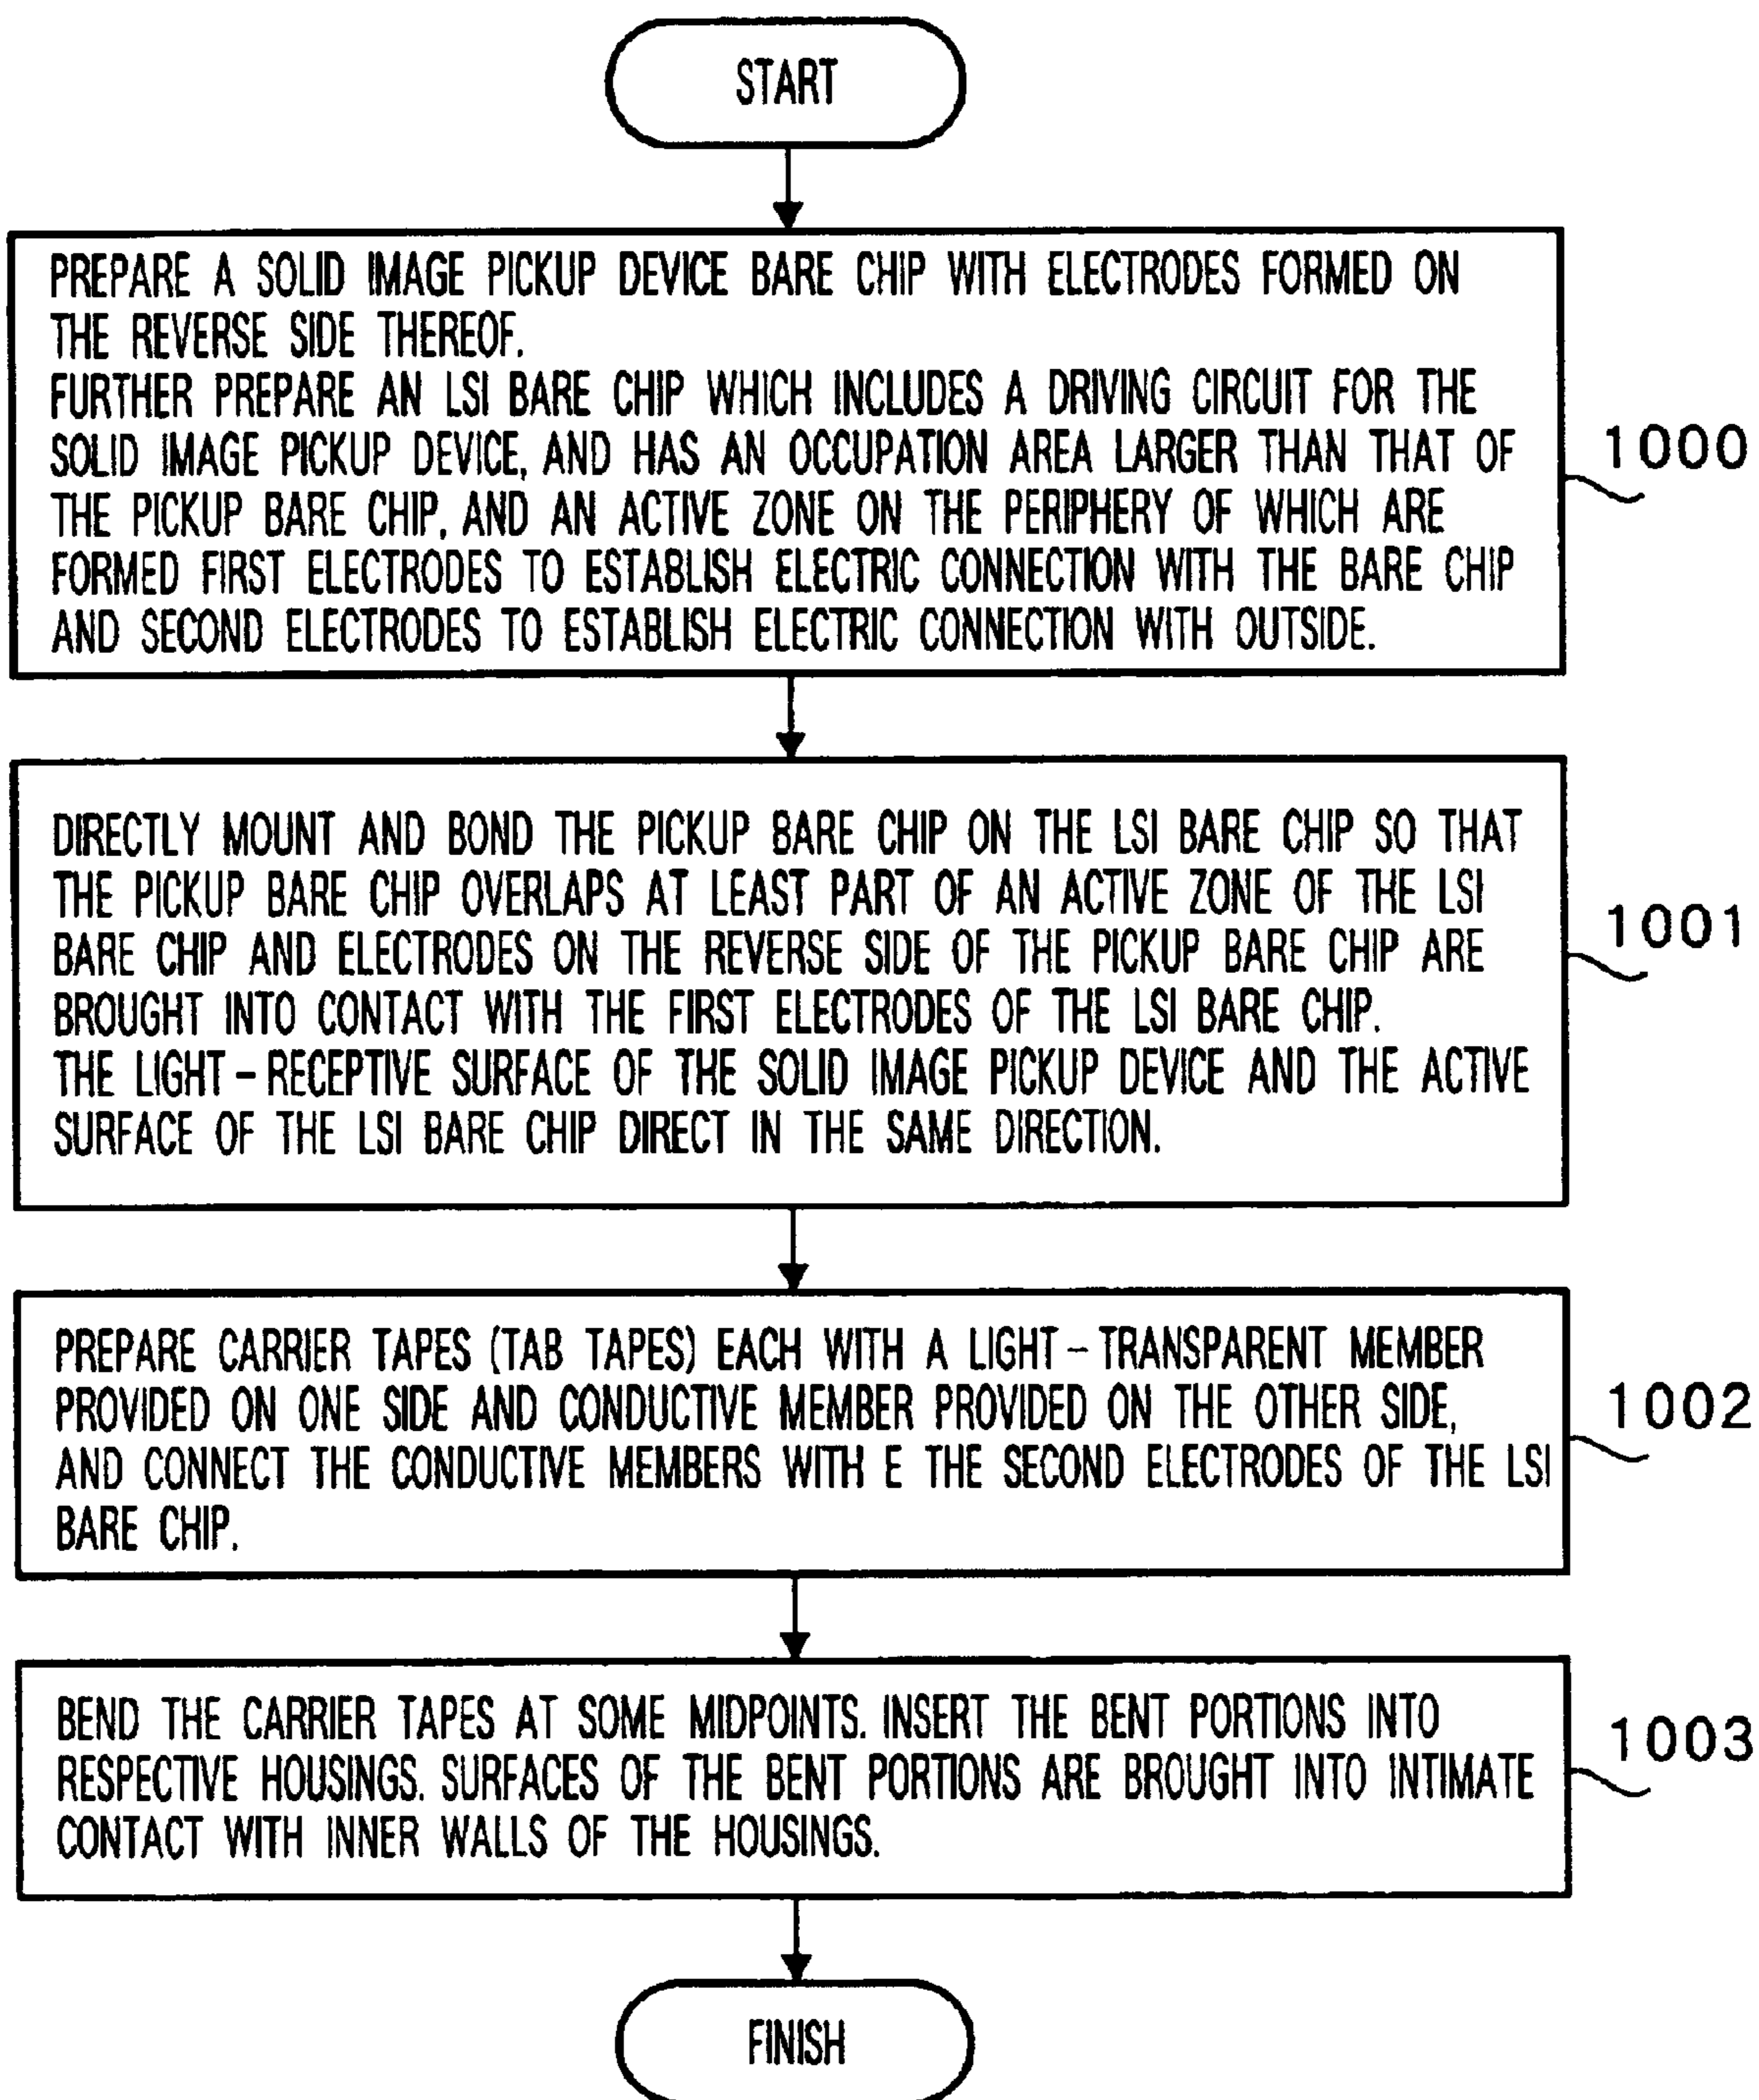 START
PREPARE A SOLID IMAGE PICKUP DEVICE BARE CHIP WITH ELECTRODES FORMED ON
THE REVERSE SIDE THEREOF.
FURTHER PREPARE AN LSI BARE CHIP WHICH INCLUDES A DRIVING CIRCUIT FOR THE
SOLID IMAGE PICKUP DEVICE, AND HAS AN OCCUPATION AREA LARGER THAN THAT OF
THE PICKUP BARE CHIP, AND AN ACTIVE ZONE ON THE PERIPHERY OF WHICH ARE
FORMED FIRST ELECTRODES TO ESTABLISH ELECTRIC CONNECTION WITH THE BARE CHIP
AND SECOND ELECTRODES TO ESTABLISH ELECTRIC CONNECTION WITH OUTSIDE.
1000
DIRECTLY MOUNT AND BOND THE PICKUP BARE CHIP ON THE LSI BARE CHIP SO THAT
THE PICKUP BARE CHIP OVERLAPS AT LEAST PART OF AN ACTIVE ZONE OF THE LSI
BARE CHIP AND ELECTRODES ON THE REVERSE SIDE OF THE PICKUP BARE CHIP ARE
BROUGHT INTO CONTACT WITH THE FIRST ELECTRODES OF THE LSI BARE CHIP.
THE LIGHT-RECEPTIVE SURFACE OF THE SOLID IMAGE PICKUP DEVICE AND THE ACTIVE
SURFACE OF THE LSI BARE CHIP DIRECT IN THE SAME DIRECTION.
1001
PREPARE CARRIER TAPES (TAB TAPES) EACH WITH A LIGHT-TRANSPARENT MEMBER
PROVIDED ON ONE SIDE AND CONDUCTIVE MEMBER PROVIDED ON THE OTHER SIDE,
AND CONNECT THE CONDUCTIVE MEMBERS WITH E THE SECOND ELECTRODES OF THE LSI
BARE CHIP.
1002
BEND THE CARRIER TAPES AT SOME MIDPOINTS. INSERT THE BENT PORTIONS INTO
RESPECTIVE HOUSINGS. SURFACES OF THE BENT PORTIONS ARE BROUGHT INTO INTIMATE
CONTACT WITH INNER WALLS OF THE HOUSINGS.
1003
FINISH